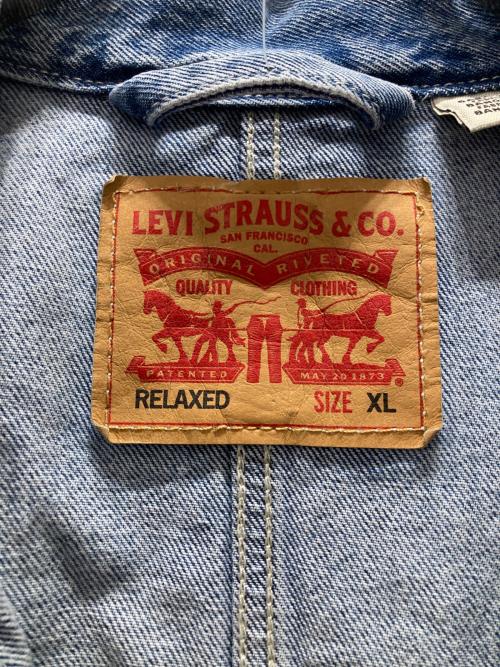 LEVI STRAUSS & CO.
SAN FRANCISCO
CAL.
ORIGINAL RIVETED
QUALITY CLOTHING
PATENTED MAY 20 1873
RELAXED SIZE XL